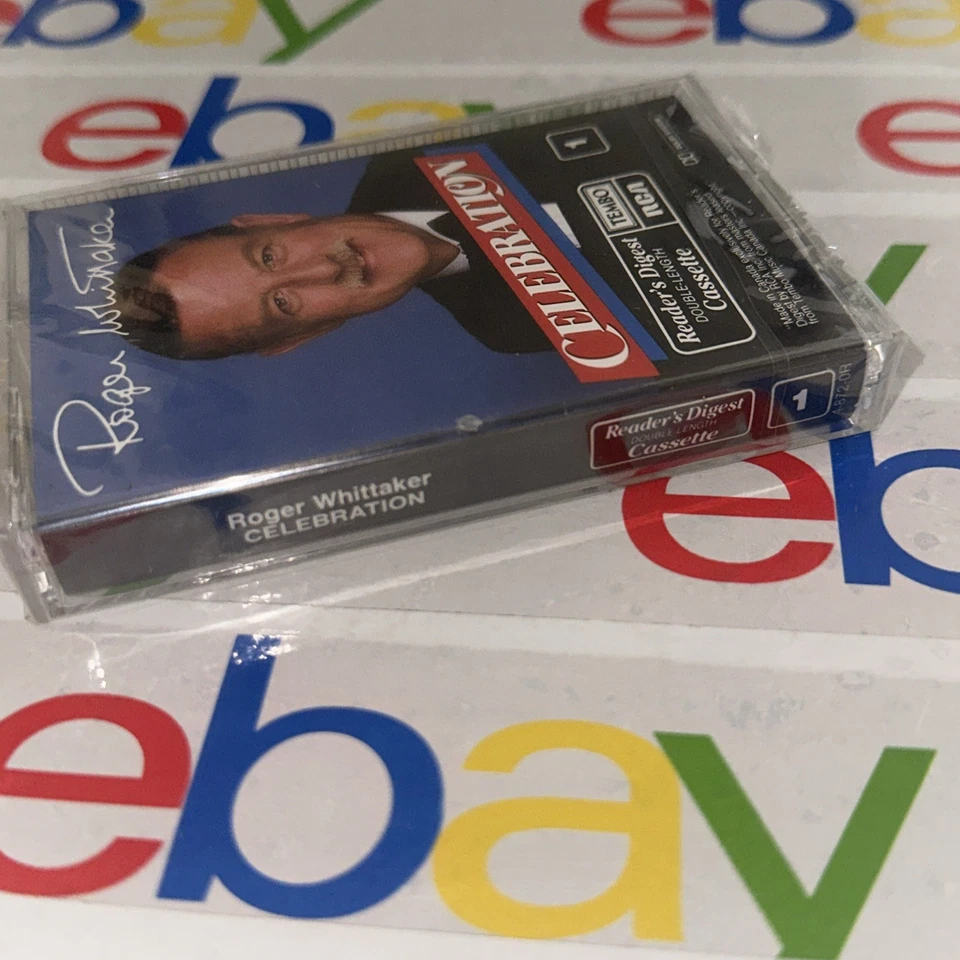 ebay
ebay
ebay
e
Roger Whittaker
CELEBRATION
1
TEMBO
RCA
Reader's Digest
DOUBLE-LENGTH
Cassette
Roger Whittaker
CELEBRATION
Reader's Digest
DOUBLE LENGTH
Cassette
1
eb
ebay